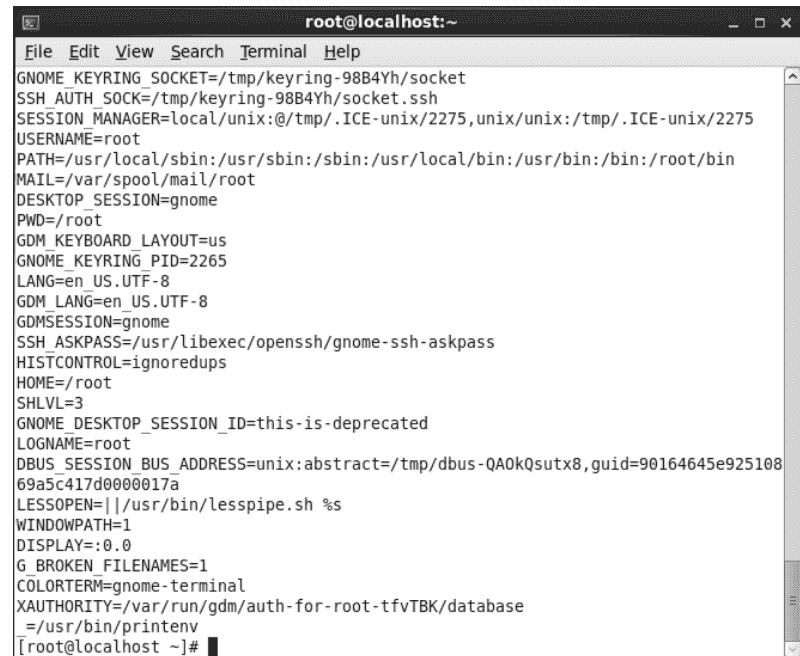 root@localhost:~
File Edit View Search Terminal Help
GNOME_KEYRING_SOCKET=/tmp/keyring-98B4Yh/socket
SSH_AUTH_SOCK=/tmp/keyring-98B4Yh/socket.ssh
SESSION_MANAGER=local/unix:@/tmp/.ICE-unix/2275,unix/unix:/tmp/.ICE-unix/2275
USERNAME=root
PATH=/usr/local/sbin:/usr/sbin:/sbin:/usr/local/bin:/usr/bin:/bin:/root/bin
MAIL=/var/spool/mail/root
DESKTOP_SESSION=gnome
PWD=/root
GDM_KEYBOARD_LAYOUT=us
GNOME_KEYRING_PID=2265
LANG=en_US.UTF-8
GDM_LANG=en_US.UTF-8
GDMSESSION=gnome
SSH_ASKPASS=/usr/libexec/openssh/gnome-ssh-askpass
HISTCONTROL=ignoredups
HOME=/root
SHLVL=3
GNOME_DESKTOP_SESSION_ID=this-is-deprecated
LOGNAME=root
DBUS_SESSION_BUS_ADDRESS=unix:abstract=/tmp/dbus-QAOkQsutx8,guid=90164645e925108
69a5c417d0000017a
LESSOPEN=||/usr/bin/lesspipe.sh %s
WINDOWPATH=1
DISPLAY=:0.0
G_BROKEN_FILENAMES=1
COLORTERM=gnome-terminal
XAUTHORITY=/var/run/gdm/auth-for-root-tfvTBK/database
_=/usr/bin/printenv
[root@localhost ~]#